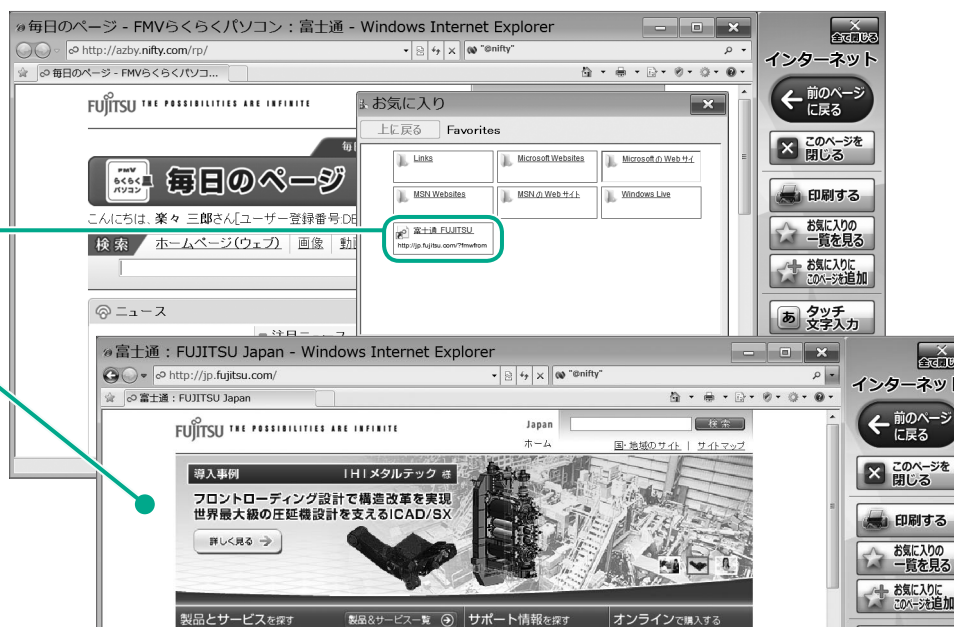 毎日のページ - FMVらくらくパソコン：富士通 - Windows Internet Explorer
http://azby.nifty.com/rp/
"@nifty"
毎日のページ - FMVらくらくパソコ...
FUJITSU THE POSSIBILITIES ARE INFINITE
FMV
らくらく
パソコン
毎日のページ
こんにちは、楽々 三郎さん[ユーザー登録番号:DE
検索
ホームページ(ウェブ)
画像
ニュース
お気に入り
上に戻る
Favorites
Links
Microsoft Websites
Microsoft の Web サイ
MSN Websites
MSN の Web サイト
Windows Live
富士通 FUJITSU
http://jp.fujitsu.com/?fmwfrom
全て閉じる
インターネット
前のページ
に戻る
このページを
閉じる
印刷する
お気に入りの
一覧を見る
お気に入りに
このページを追加
あ
タッチ
文字入力
富士通：FUJITSU Japan - Windows Internet Explorer
http://jp.fujitsu.com/
"@nifty"
富士通：FUJITSU Japan
FUJITSU THE POSSIBILITIES ARE INFINITE
Japan
検索
ホーム
国・地域のサイト
サイトマップ
導入事例
IHIメタルテック 様
フロントローディング設計で構造改革を実現
世界最大級の圧延機設計を支えるICAD/SX
詳しく見る
製品とサービスを探す
製品&サービス一覧
サポート情報を探す
オンラインで購入する
インターネッ
前のページ
に戻る
このページを
閉じる
印刷する
お気に入りの
一覧を見る
お気に入りに
このページを追加